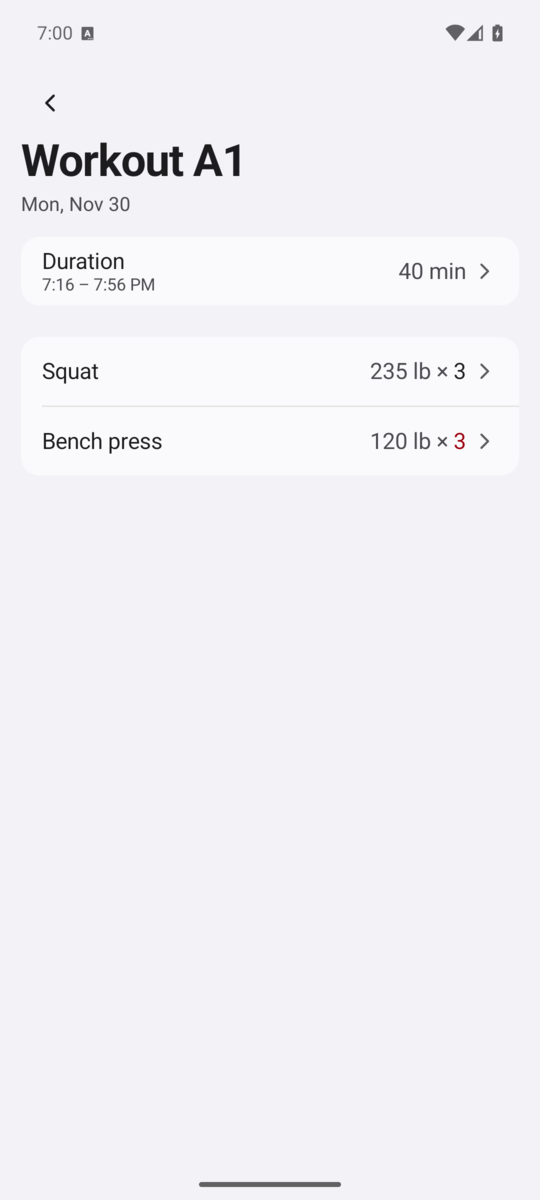 7:00
Workout A1
Mon, Nov 30
Duration
7:16 – 7:56 PM
40 min
Squat
235 lb × 3
Bench press
120 lb × 3